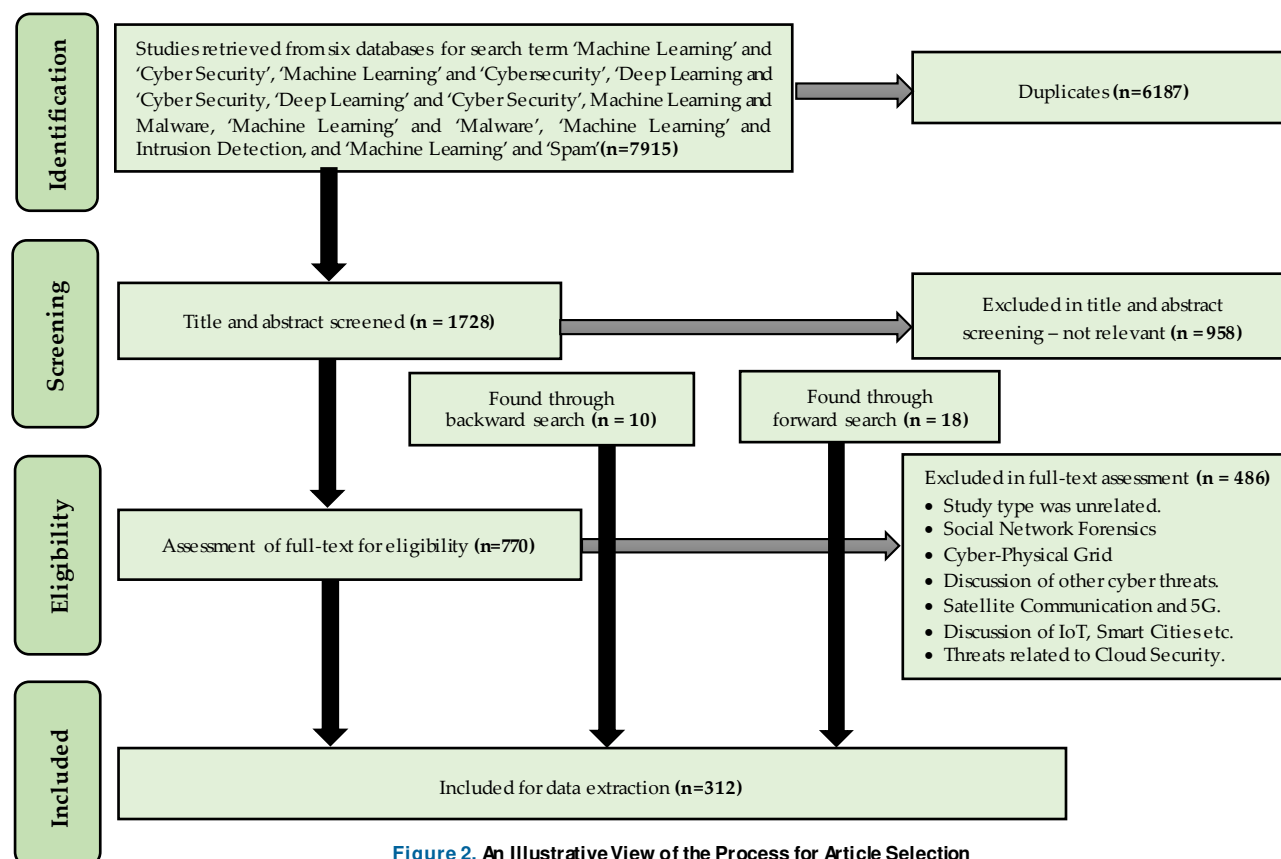 Identification
Studies retrieved from six databases for search term ‘Machine Learning’ and
‘Cyber Security’, ‘Machine Learning’ and ‘Cybersecurity’, ‘Deep Learning and
‘Cyber Security, ‘Deep Learning’ and ‘Cyber Security’, Machine Learning and
Malware, ‘Machine Learning’ and ‘Malware’, ‘Machine Learning’ and
Intrusion Detection, and ‘Machine Learning’ and ‘Spam’(n=7915)
Duplicates (n=6187)
Screening
Title and abstract screened (n = 1728)
Excluded in title and abstract
screening – not relevant (n = 958)
Found through
backward search (n = 10)
Found through
forward search (n = 18)
Eligibility
Assessment of full-text for eligibility (n=770)
Excluded in full-text assessment (n = 486)
• Study type was unrelated.
• Social Network Forensics
• Cyber-Physical Grid
• Discussion of other cyber threats.
• Satellite Communication and 5G.
• Discussion of IoT, Smart Cities etc.
• Threats related to Cloud Security.
Included
Included for data extraction (n=312)
Figure 2. An Illustrative View of the Process for Article Selection